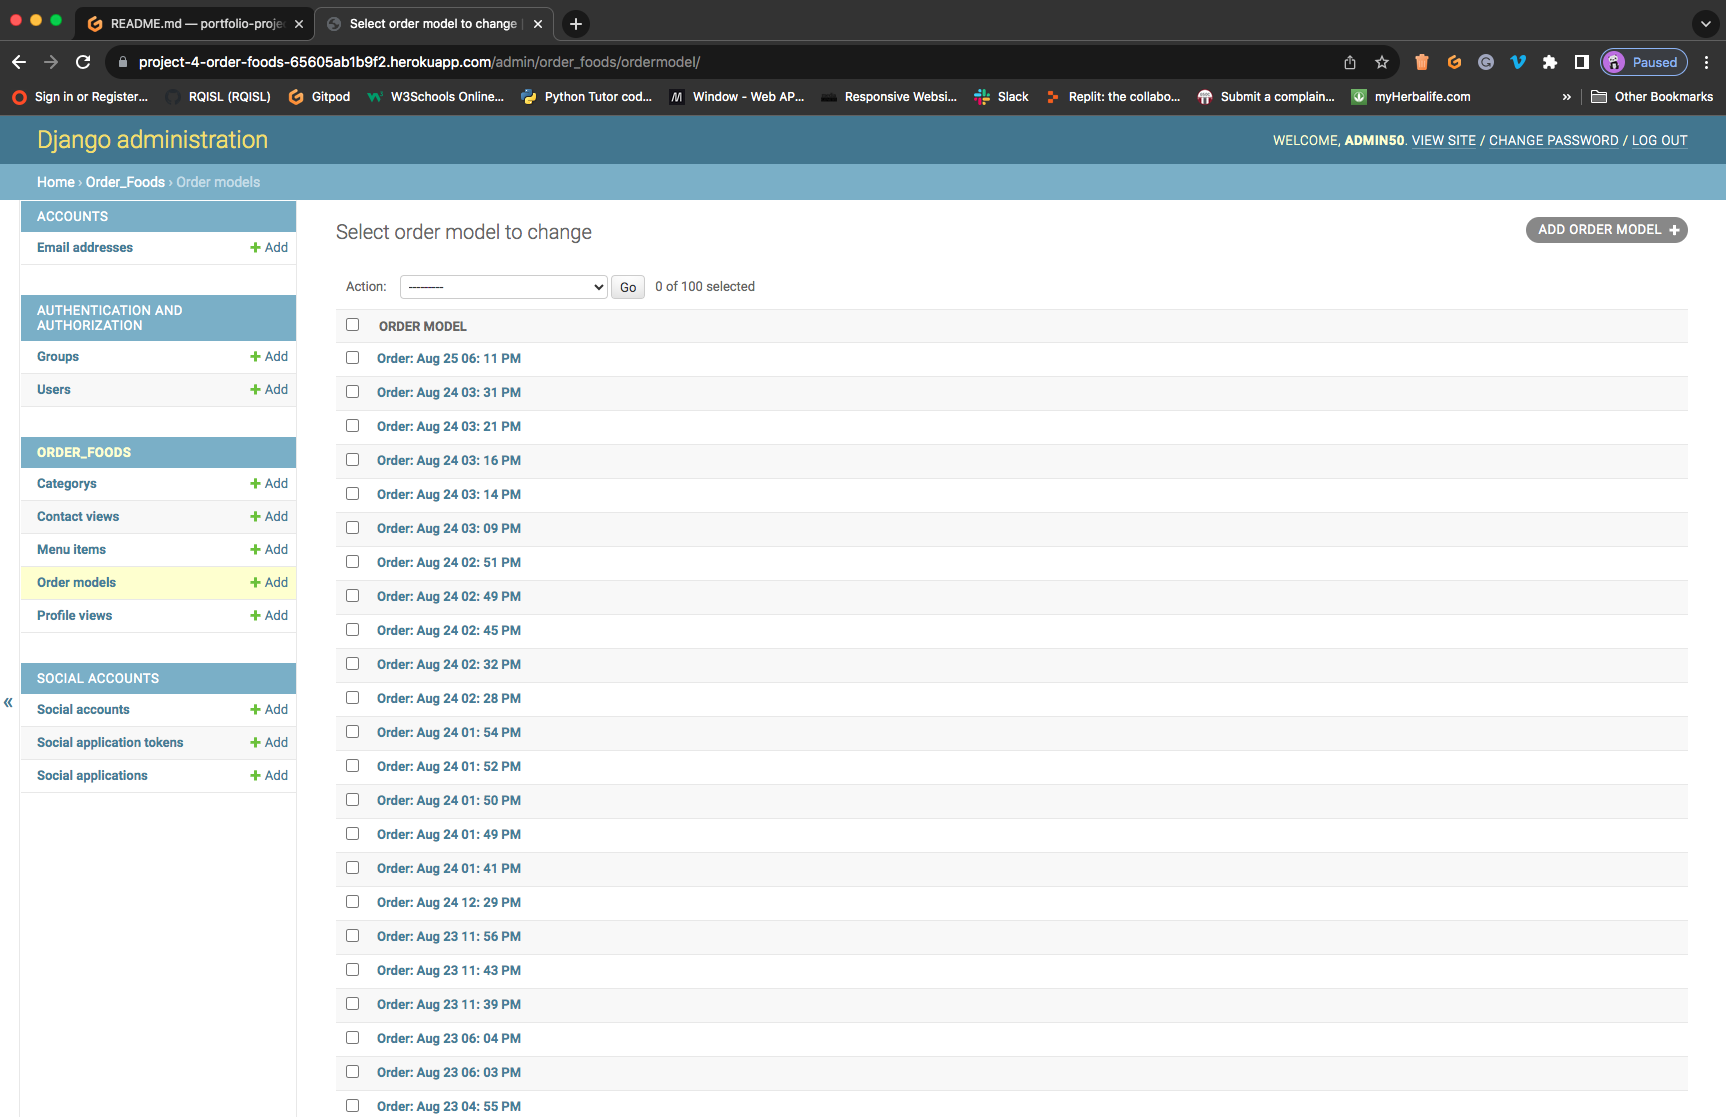 README.md — portfolio-proje
Select order model to change |
project-4-order-foods-65605ab1b9f2.herokuapp.com/admin/order_foods/ordermodel/
Paused
Sign in or Register...
RQISL (RQISL)
Gitpod
W3Schools Online...
Python Tutor cod...
Window - Web AP...
Responsive Websi...
Slack
Replit: the collabo...
Submit a complain...
myHerbalife.com
»
Other Bookmarks
Django administration
WELCOME, ADMIN50. VIEW SITE / CHANGE PASSWORD / LOG OUT
Home › Order_Foods › Order models
ACCOUNTS
Email addresses Add
AUTHENTICATION AND
AUTHORIZATION
Groups Add
Users Add
ORDER_FOODS
Categorys Add
Contact views Add
Menu items Add
Order models Add
Profile views Add
SOCIAL ACCOUNTS
Social accounts Add
Social application tokens Add
Social applications Add
«
Select order model to change
ADD ORDER MODEL +
Action: --------- Go 0 of 100 selected
ORDER MODEL
Order: Aug 25 06: 11 PM
Order: Aug 24 03: 31 PM
Order: Aug 24 03: 21 PM
Order: Aug 24 03: 16 PM
Order: Aug 24 03: 14 PM
Order: Aug 24 03: 09 PM
Order: Aug 24 02: 51 PM
Order: Aug 24 02: 49 PM
Order: Aug 24 02: 45 PM
Order: Aug 24 02: 32 PM
Order: Aug 24 02: 28 PM
Order: Aug 24 01: 54 PM
Order: Aug 24 01: 52 PM
Order: Aug 24 01: 50 PM
Order: Aug 24 01: 49 PM
Order: Aug 24 01: 41 PM
Order: Aug 24 12: 29 PM
Order: Aug 23 11: 56 PM
Order: Aug 23 11: 43 PM
Order: Aug 23 11: 39 PM
Order: Aug 23 06: 04 PM
Order: Aug 23 06: 03 PM
Order: Aug 23 04: 55 PM